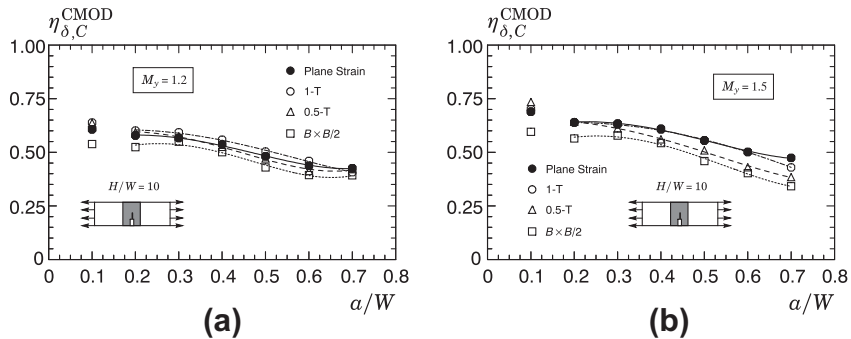 η_{δ,C}^{CMOD}
1.00
0.75
0.50
0.25
0
M_y = 1.2
Plane Strain
1-T
0.5-T
B × B/2
H/W = 10
0 0.1 0.2 0.3 0.4 0.5 0.6 0.7 0.8
a/W
(a)
η_{δ,C}^{CMOD}
1.00
0.75
0.50
0.25
0
M_y = 1.5
Plane Strain
1-T
0.5-T
B × B/2
H/W = 10
0 0.1 0.2 0.3 0.4 0.5 0.6 0.7 0.8
a/W
(b)